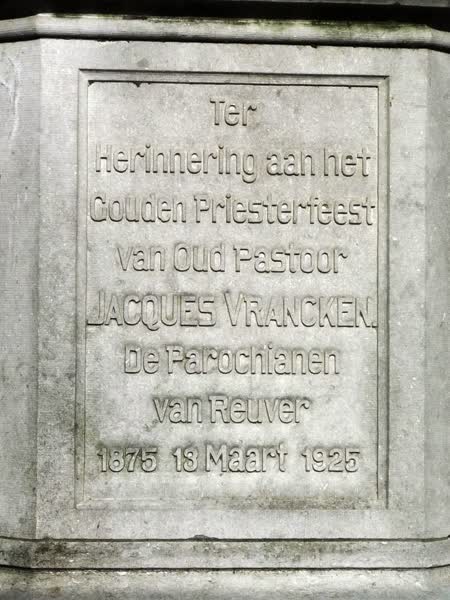 Ter
Herinnering aan het
Gouden Priesterfeest
van Oud Pastoor
JACQUES VRANCKEN.
De Parochianen
van Reuver
1875 13 Maart 1925